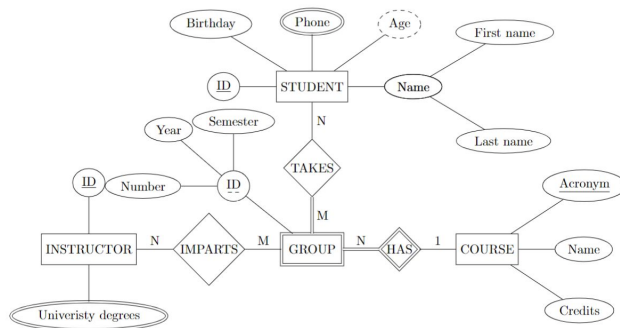 Birthday
Phone
Age
First name
ID
STUDENT
Name
Last name
N
Year
Semester
TAKES
ID
Number
ID
Acronym
M
INSTRUCTOR
N
IMPARTS
M
GROUP
N
HAS
1
COURSE
Name
Univeristy degrees
Credits